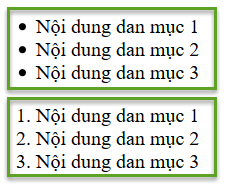 • Nội dung dan mục 1
• Nội dung dan mục 2
• Nội dung dan mục 3
1. Nội dung dan mục 1
2. Nội dung dan mục 2
3. Nội dung dan mục 3